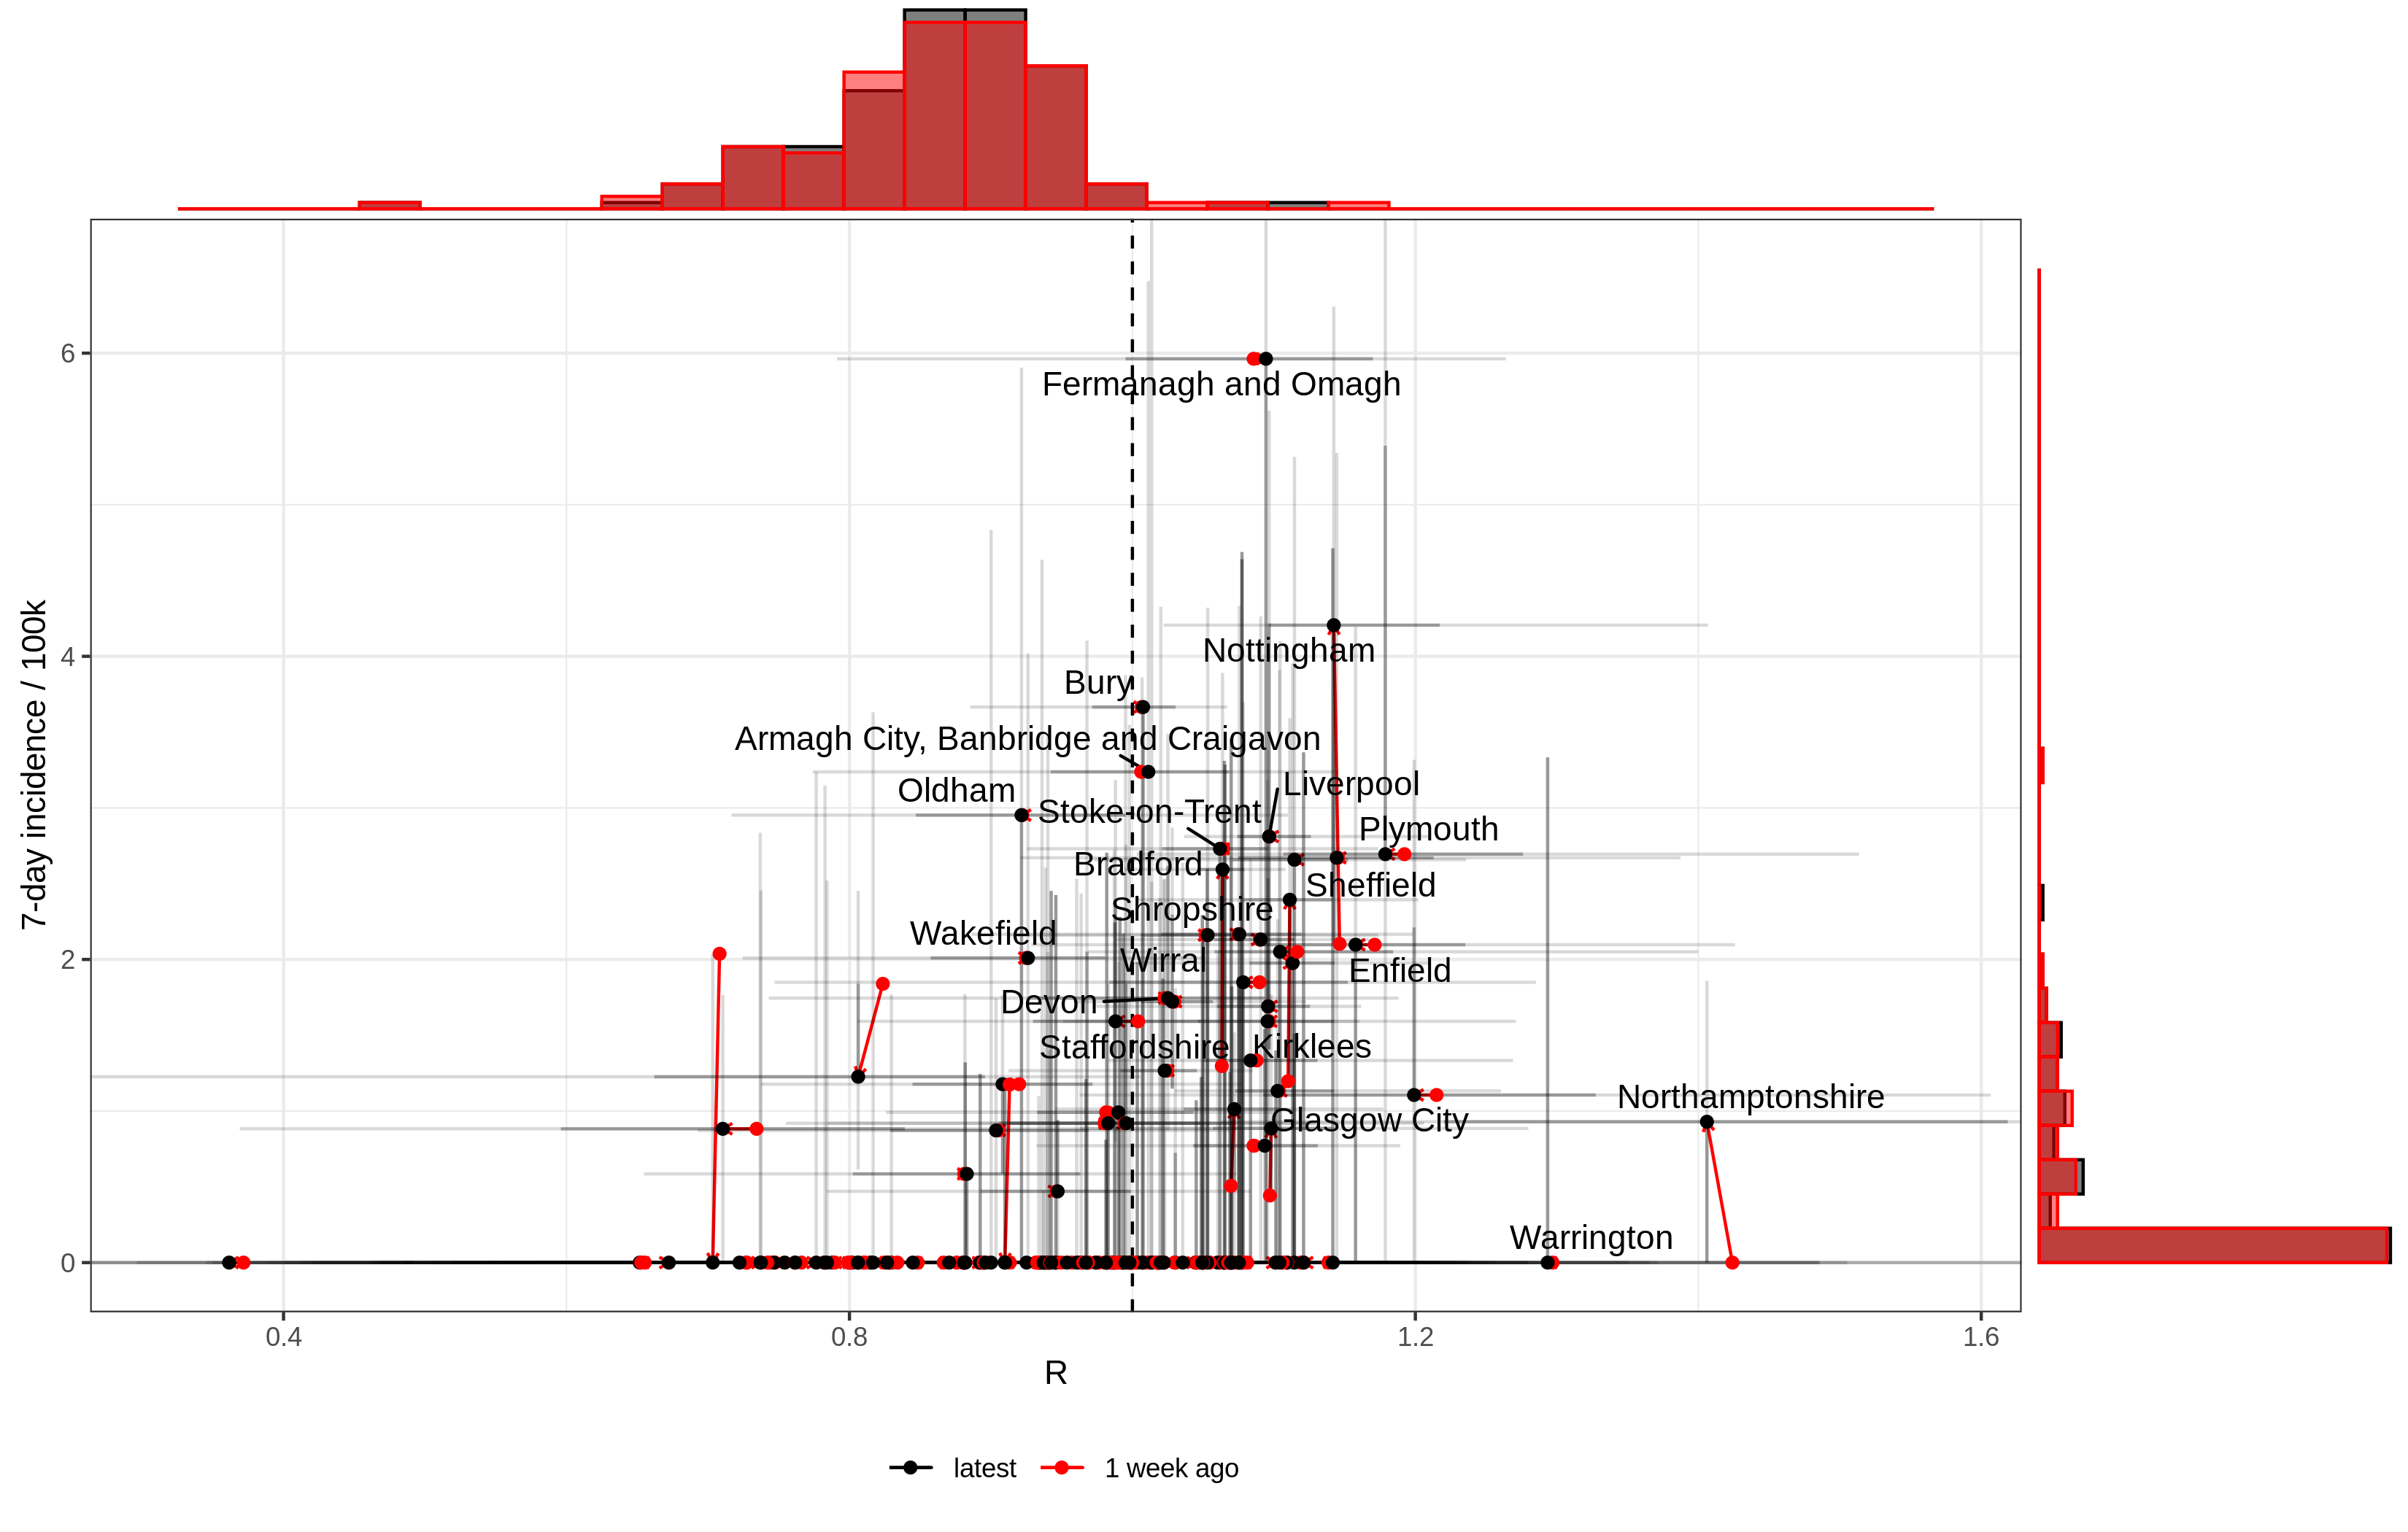 6
Fermanagh and Omagh
4
Nottingham
Bury
Armagh City, Banbridge and Craigavon
Oldham
Liverpool
Stoke-on-Trent
Plymouth
Bradford
Sheffield
Shropshire
Wakefield
2
Wirral
Enfield
Devon
Staffordshire
Kirklees
Northamptonshire
Glasgow City
Warrington
0
7-day incidence / 100k
0.4
0.8
1.2
1.6
R
latest
1 week ago